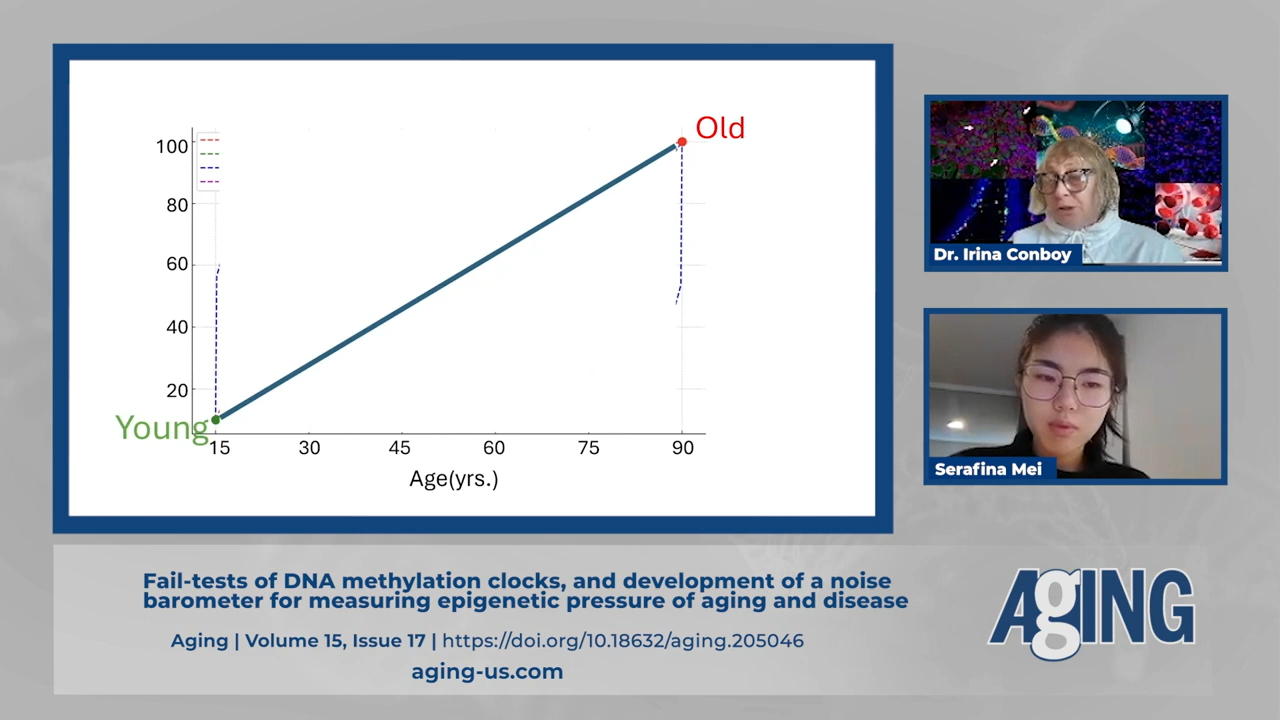 Old
100
80
60
40
20
Young
15 30 45 60 75 90
Age(yrs.)
Dr. Irina Conboy
Serafina Mei
Fail-tests of DNA methylation clocks, and development of a noise
barometer for measuring epigenetic pressure of aging and disease
Aging | Volume 15, Issue 17 | https://doi.org/10.18632/aging.205046
aging-us.com
AgING